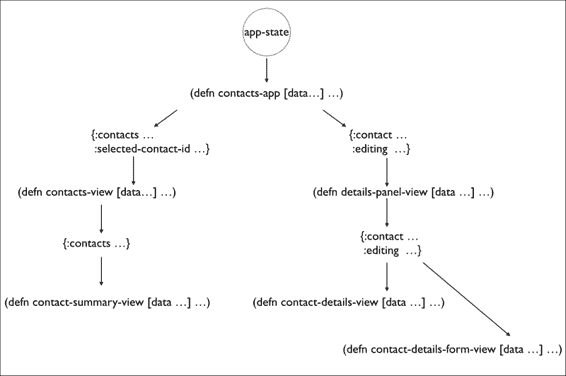 app-state
(defn contacts-app [data…] …)
{:contacts …
:selected-contact-id …}
{:contact …
:editing …}
(defn contacts-view [data…] …)
(defn details-panel-view [data …] …)
{:contacts …}
{:contact …
:editing …}
(defn contact-summary-view [data …] …)
(defn contact-details-view [data …] …)
(defn contact-details-form-view [data …] …)